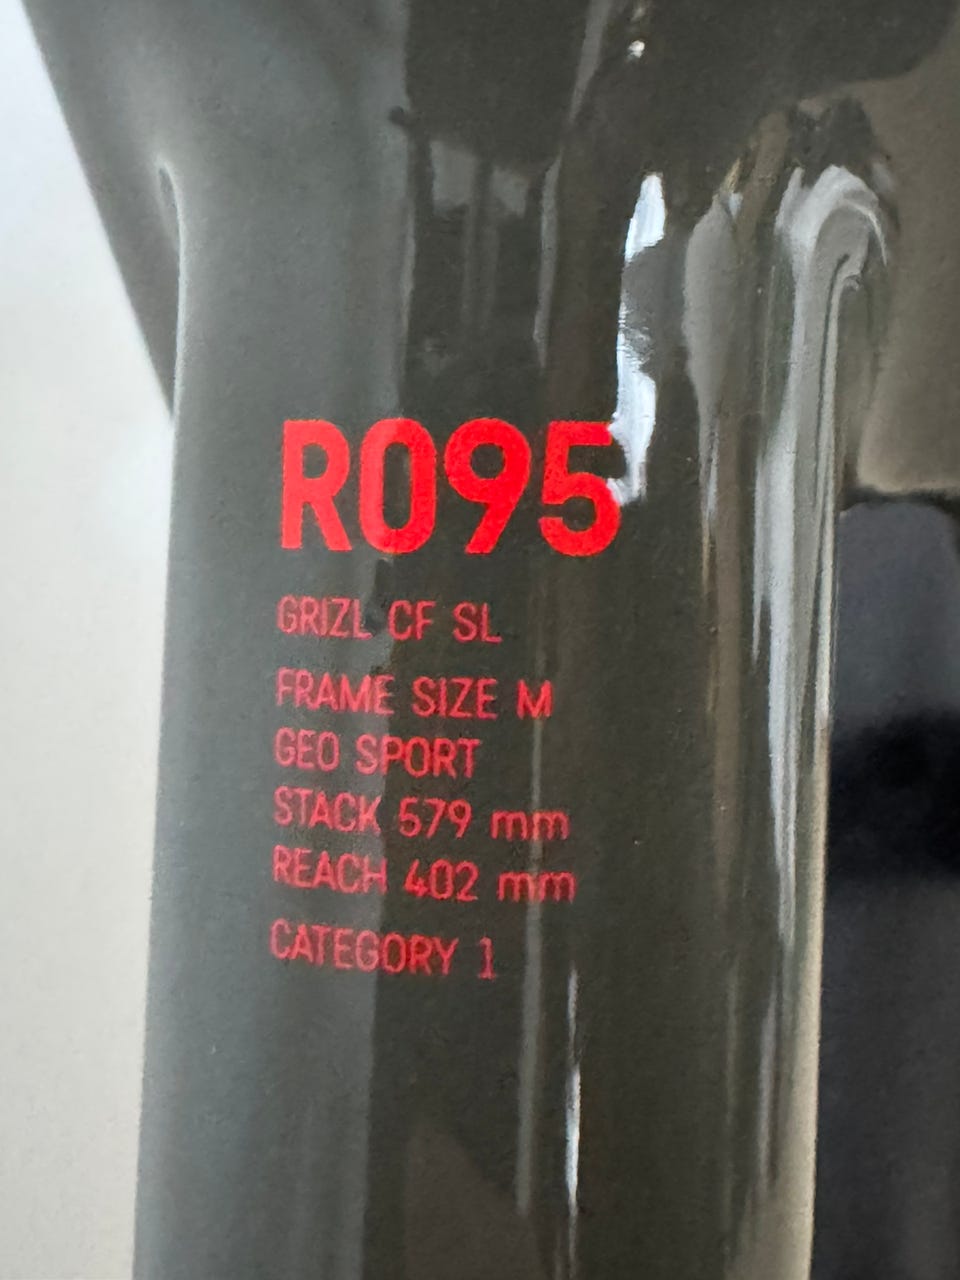 R095
GRIZL CF SL
FRAME SIZE M
GEO SPORT
STACK 579 mm
REACH 402 mm
CATEGORY 1